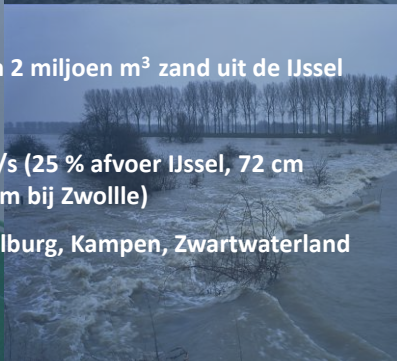 2 miljoen m³ zand uit de IJssel
/s (25 % afvoer IJssel, 72 cm
m bij Zwollle)
lburg, Kampen, Zwartwaterland